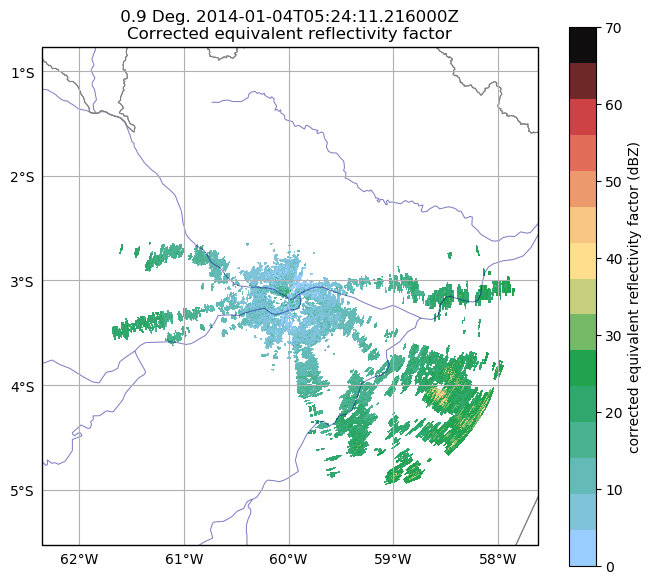 0.9 Deg. 2014-01-04T05:24:11.216000Z
Corrected equivalent reflectivity factor
1°S
2°S
3°S
4°S
5°S
62°W 61°W 60°W 59°W 58°W
70
60
50
40
30
20
10
0
corrected equivalent reflectivity factor (dBZ)